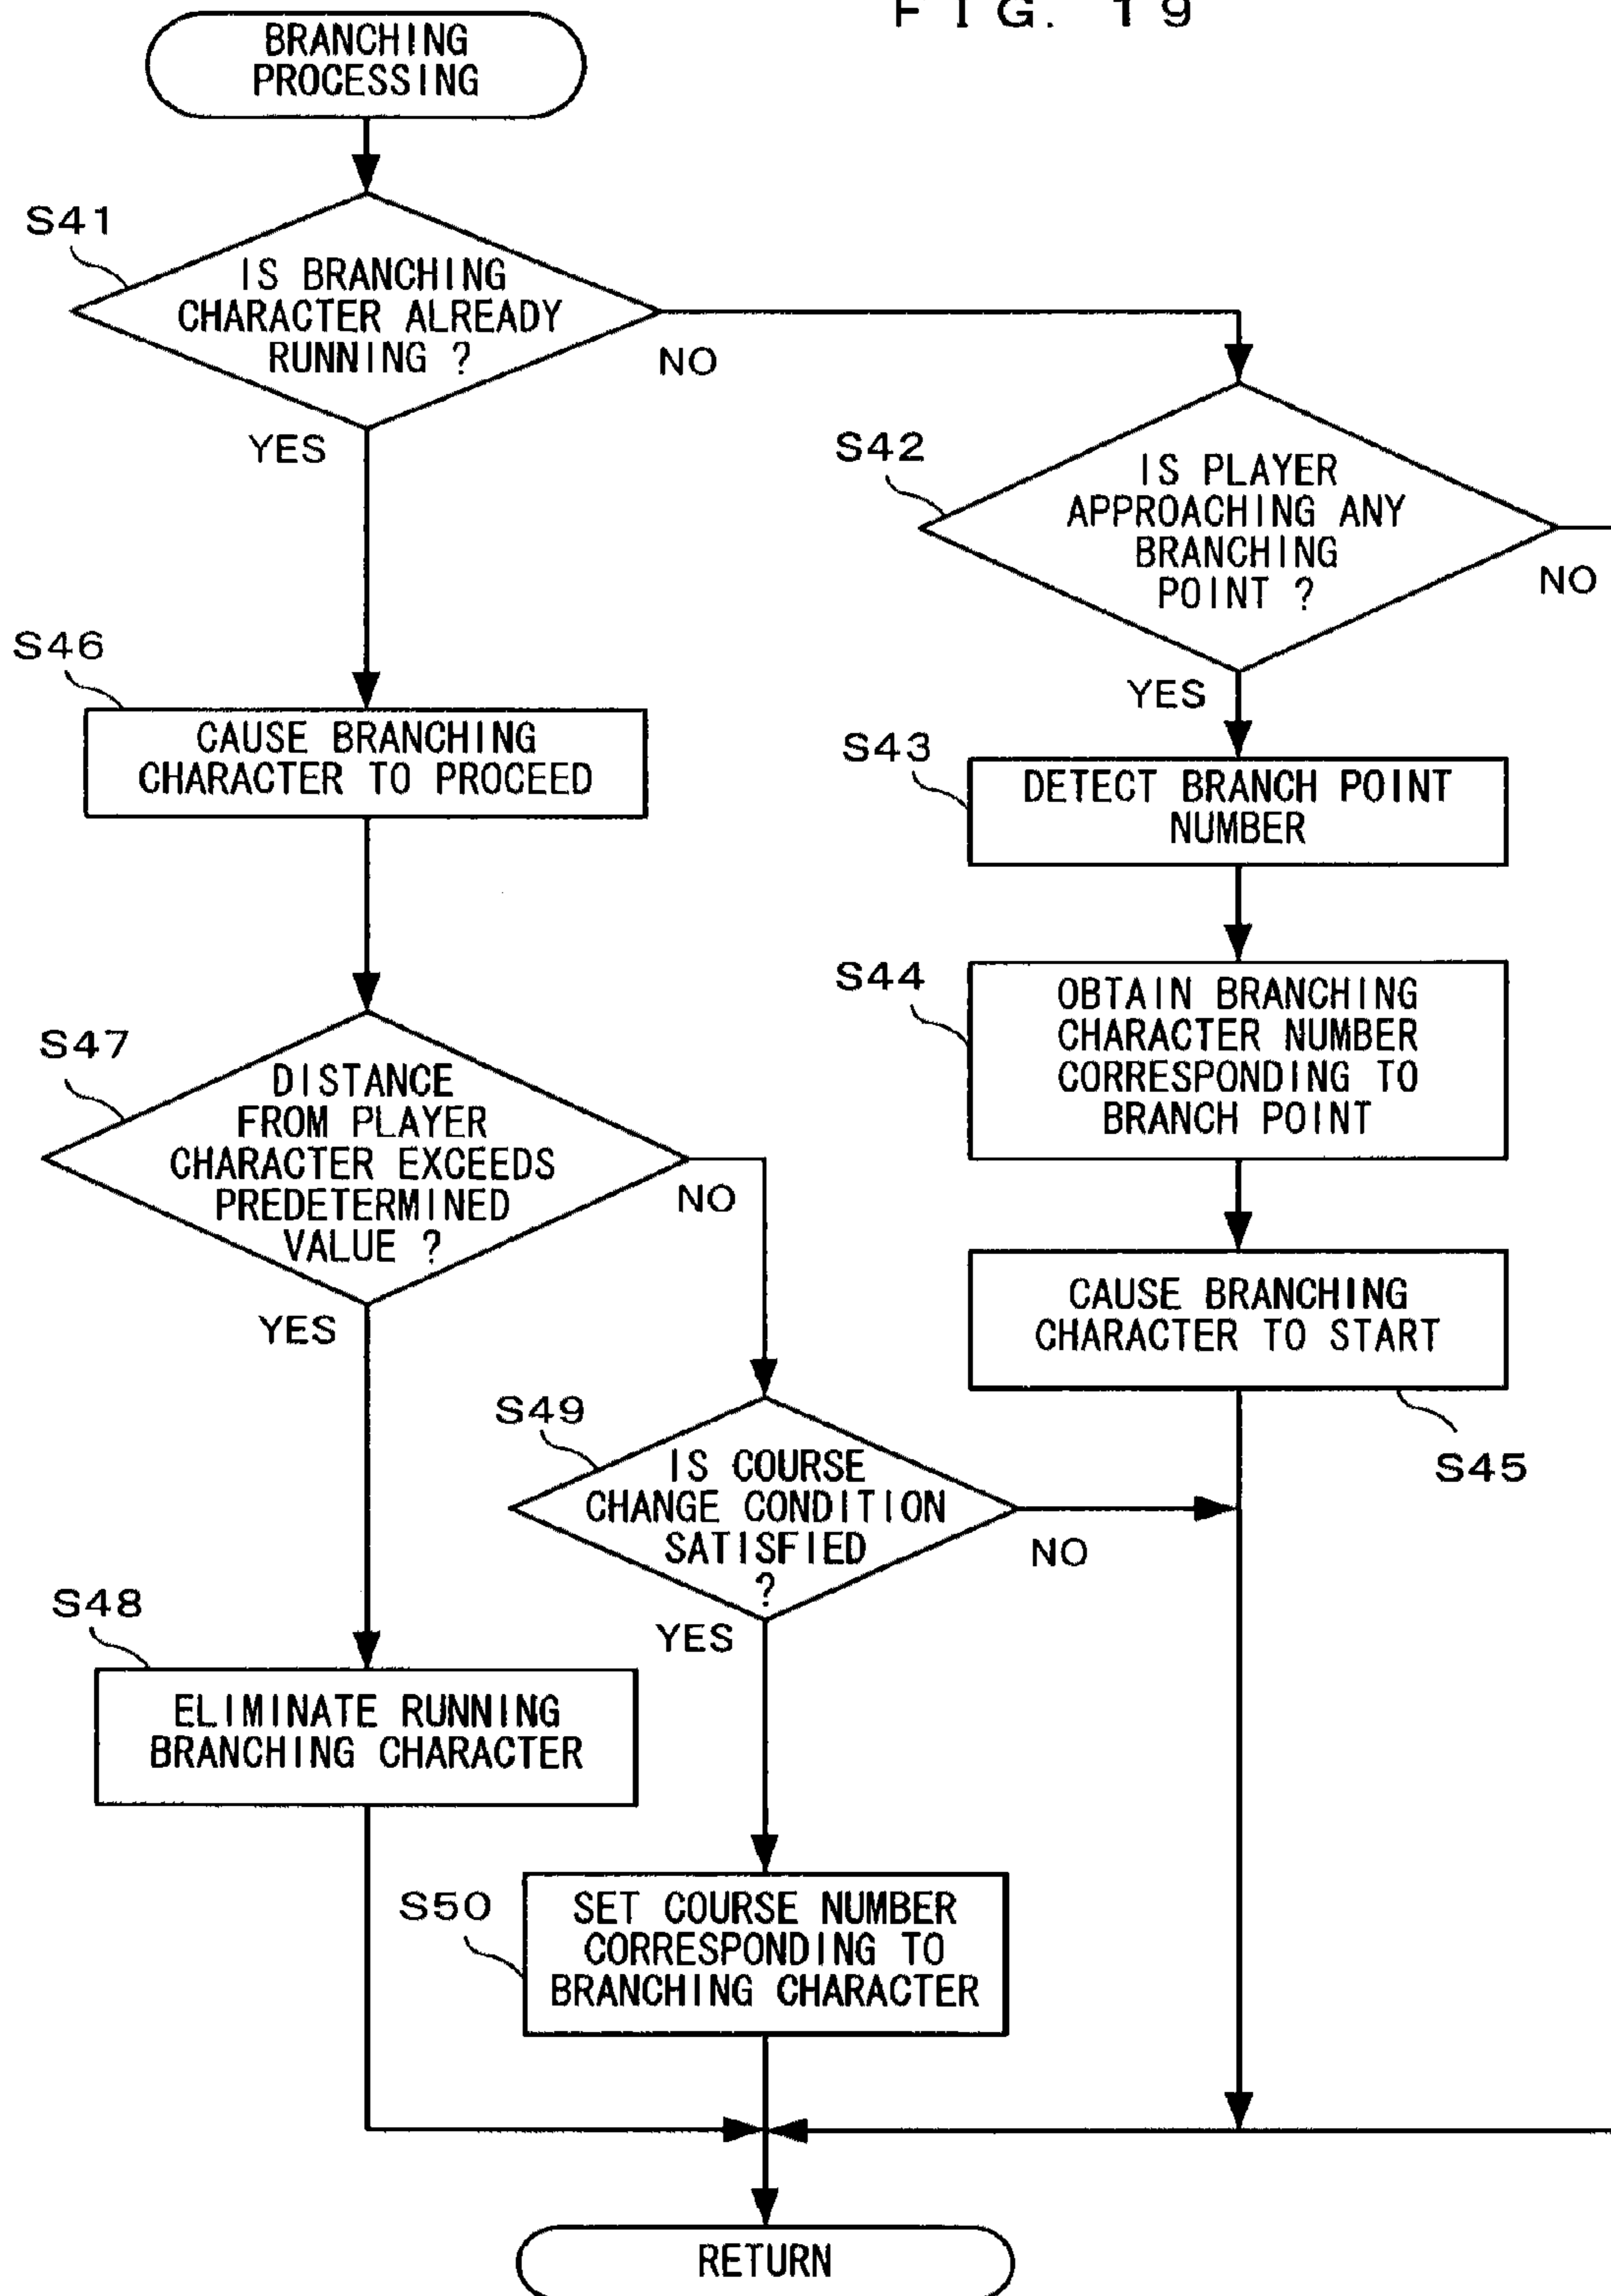 FIG. 19
BRANCHING
PROCESSING
S41
IS BRANCHING
CHARACTER ALREADY
RUNNING ?
NO
YES
S42
IS PLAYER
APPROACHING ANY
BRANCHING
POINT ?
NO
YES
S46
CAUSE BRANCHING
CHARACTER TO PROCEED
S43
DETECT BRANCH POINT
NUMBER
S44
OBTAIN BRANCHING
CHARACTER NUMBER
CORRESPONDING TO
BRANCH POINT
S47
DISTANCE
FROM PLAYER
CHARACTER EXCEEDS
PREDETERMINED
VALUE ?
NO
YES
CAUSE BRANCHING
CHARACTER TO START
S45
S49
IS COURSE
CHANGE CONDITION
SATISFIED
?
NO
YES
S48
ELIMINATE RUNNING
BRANCHING CHARACTER
S50
SET COURSE NUMBER
CORRESPONDING TO
BRANCHING CHARACTER
RETURN